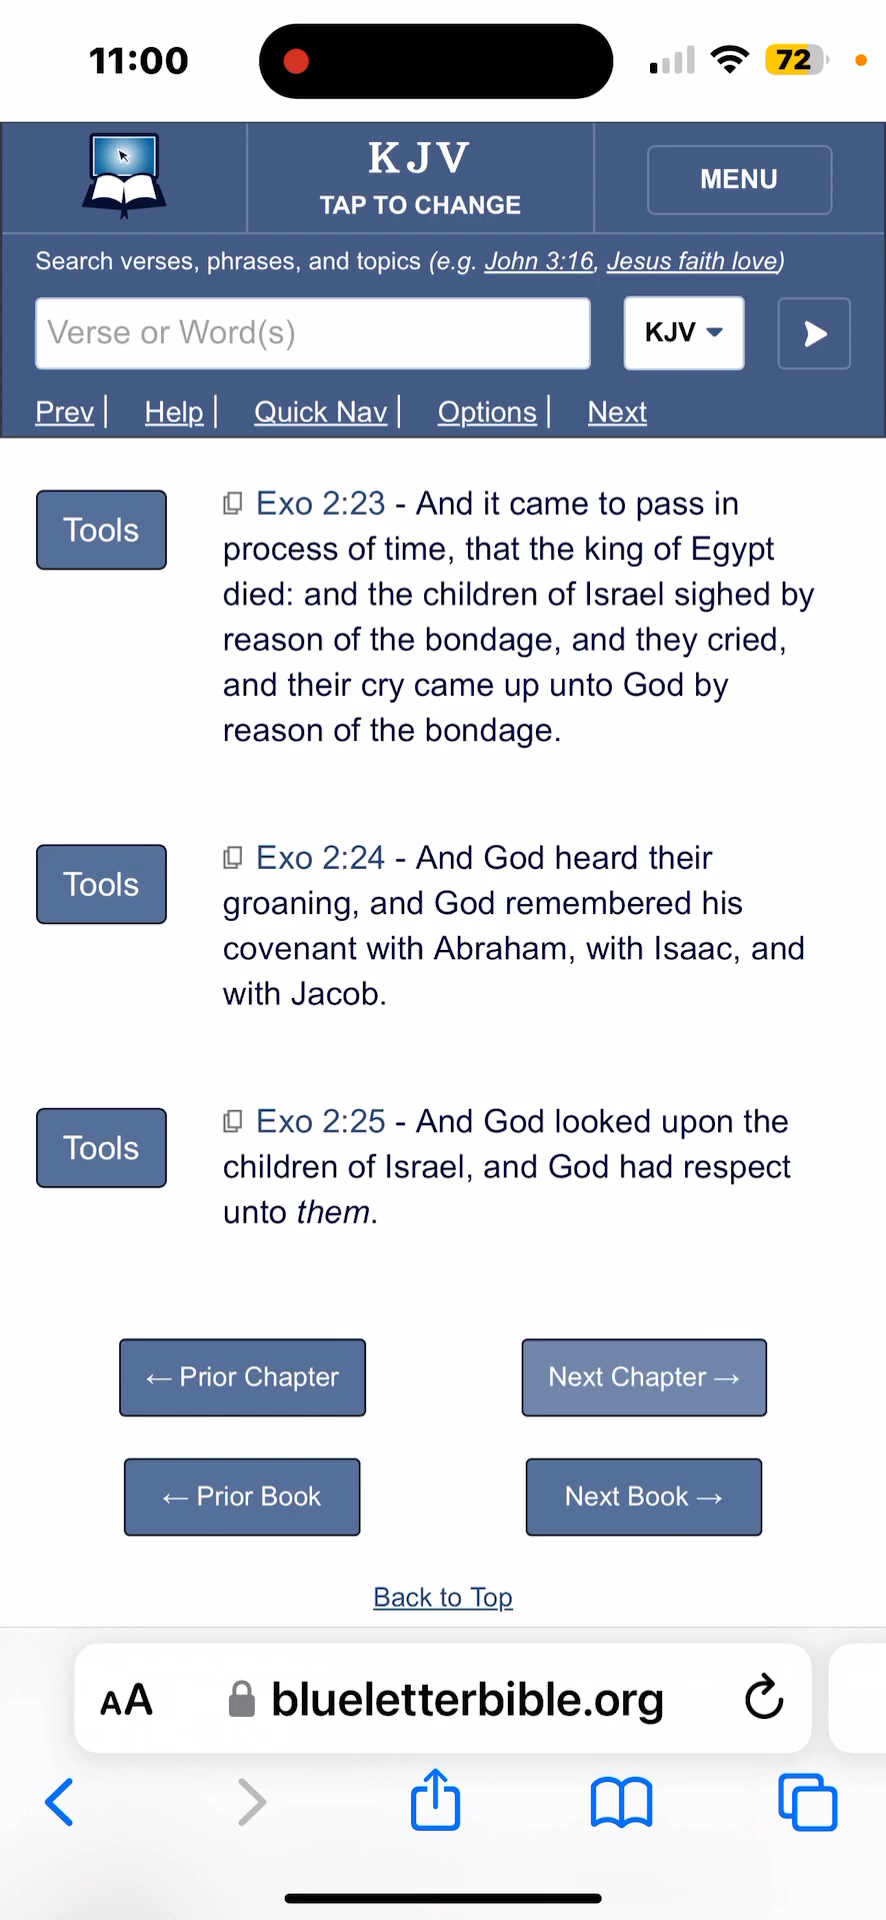 11:00
72
KJV
TAP TO CHANGE
MENU
Search verses, phrases, and topics (e.g. John 3:16, Jesus faith love)
Verse or Word(s)
KJV
Prev | Help | Quick Nav | Options | Next
Tools
Exo 2:23 - And it came to pass in
process of time, that the king of Egypt
died: and the children of Israel sighed by
reason of the bondage, and they cried,
and their cry came up unto God by
reason of the bondage.
Tools
Exo 2:24 - And God heard their
groaning, and God remembered his
covenant with Abraham, with Isaac, and
with Jacob.
Tools
Exo 2:25 - And God looked upon the
children of Israel, and God had respect
unto them.
← Prior Chapter
Next Chapter →
← Prior Book
Next Book →
Back to Top
AA
blueletterbible.org